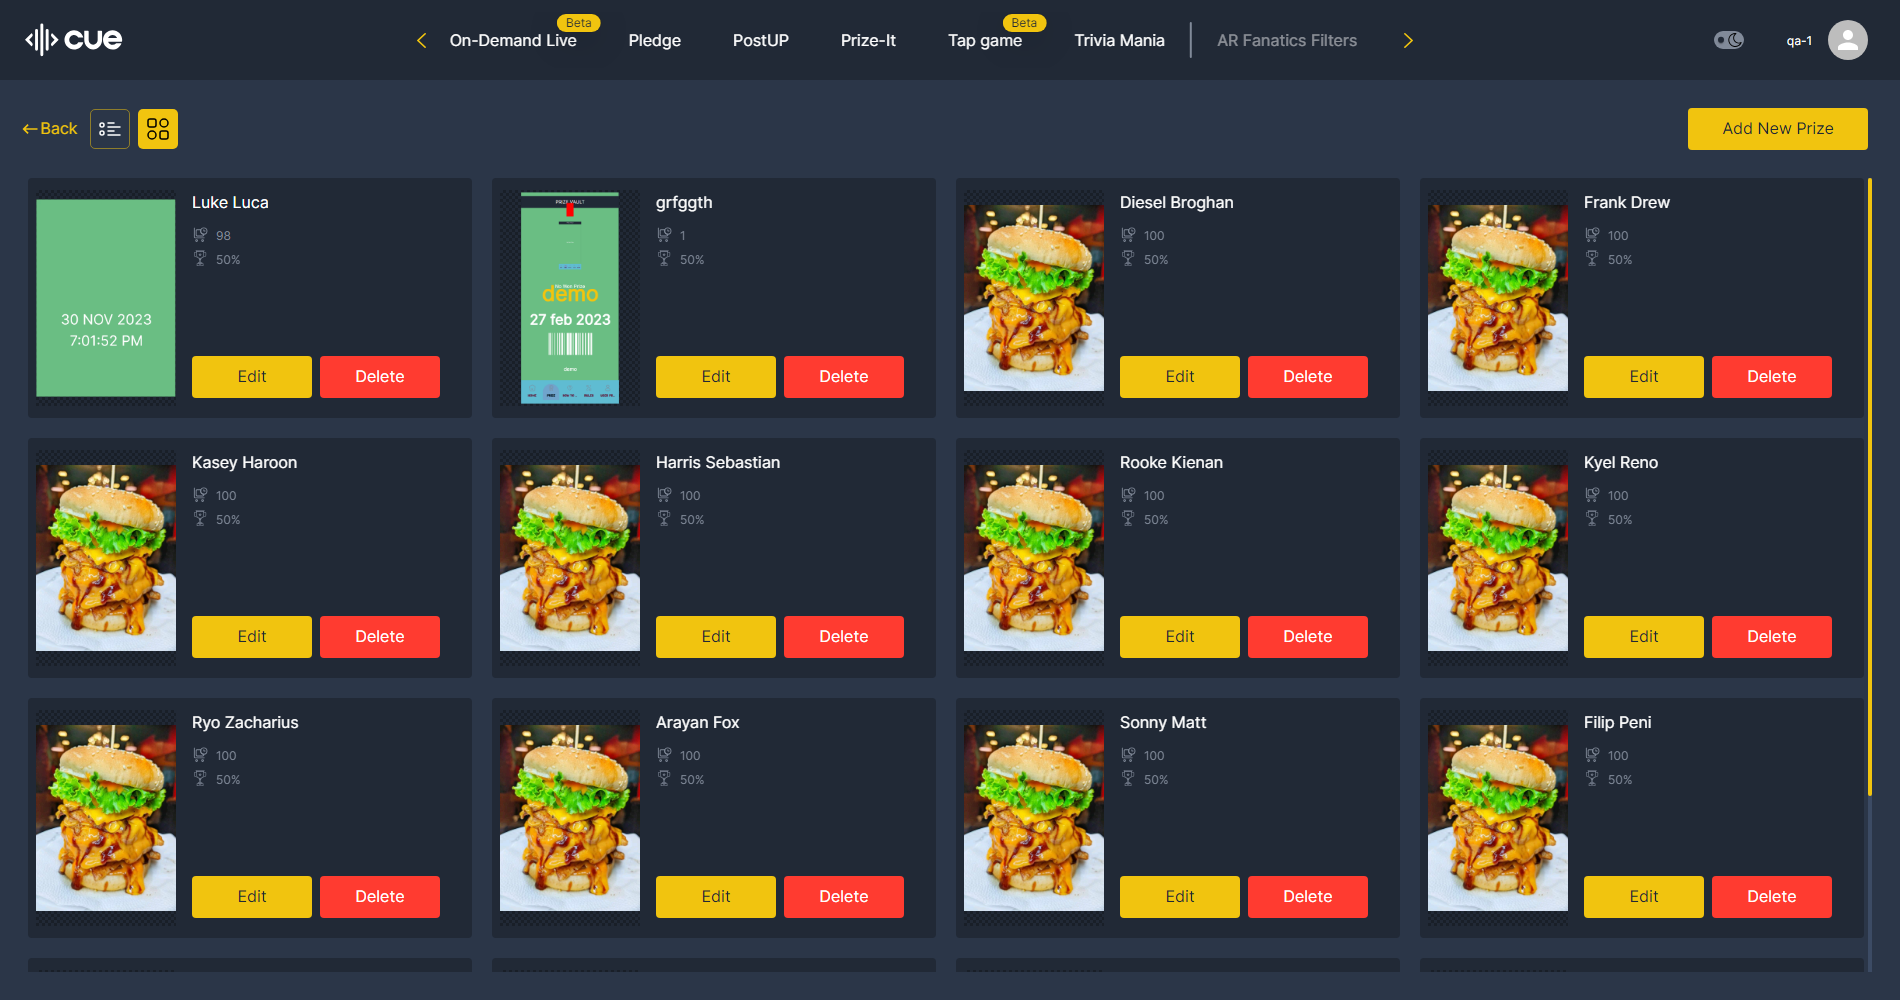 cue
On-Demand Live
Beta
Pledge
PostUP
Prize-It
Tap game
Beta
Trivia Mania
AR Fanatics Filters
qa-1
Back
Add New Prize
30 NOV 2023
7:01:52 PM
Luke Luca
98
50%
Edit
Delete
PRIZE VAULT
demo
27 feb 2023
demo
grfggth
1
50%
Edit
Delete
Diesel Broghan
100
50%
Edit
Delete
Frank Drew
100
50%
Edit
Delete
Kasey Haroon
100
50%
Edit
Delete
Harris Sebastian
100
50%
Edit
Delete
Rooke Kienan
100
50%
Edit
Delete
Kyel Reno
100
50%
Edit
Delete
Ryo Zacharius
100
50%
Edit
Delete
Arayan Fox
100
50%
Edit
Delete
Sonny Matt
100
50%
Edit
Delete
Filip Peni
100
50%
Edit
Delete